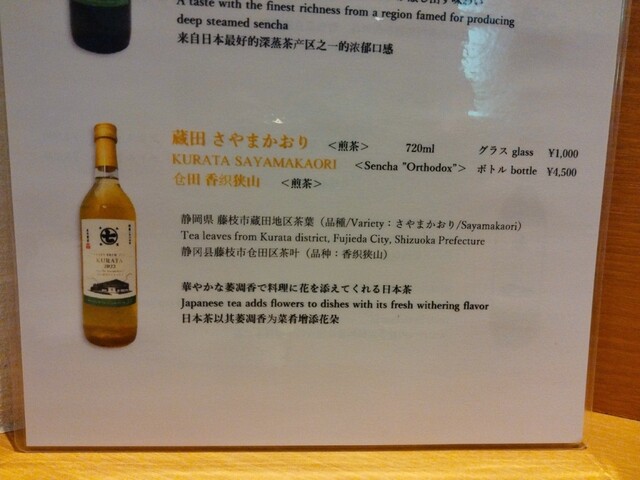 A taste with the finest richness from a region famed for producing
deep steamed sencha
来自日本最好的深蒸茶产区之一的浓郁口感
蔵田 さやまかおり <煎茶> 720ml グラス glass ¥1,000
KURATA SAYAMAKAORI <Sencha "Orthodox"> ボトル bottle ¥4,500
仓田 香织狭山 <煎茶>
静岡県 藤枝市蔵田地区茶葉（品種/Variety：さやまかおり/Sayamakaori）
Tea leaves from Kurata district, Fujieda City, Shizuoka Prefecture
静冈县藤枝市仓田区茶叶（品种：香织狭山）
華やかな萎凋香で料理に花を添えてくれる日本茶
Japanese tea adds flowers to dishes with its fresh withering flavor
日本茶以其萎凋香为菜肴增添花朵
七
KURATA